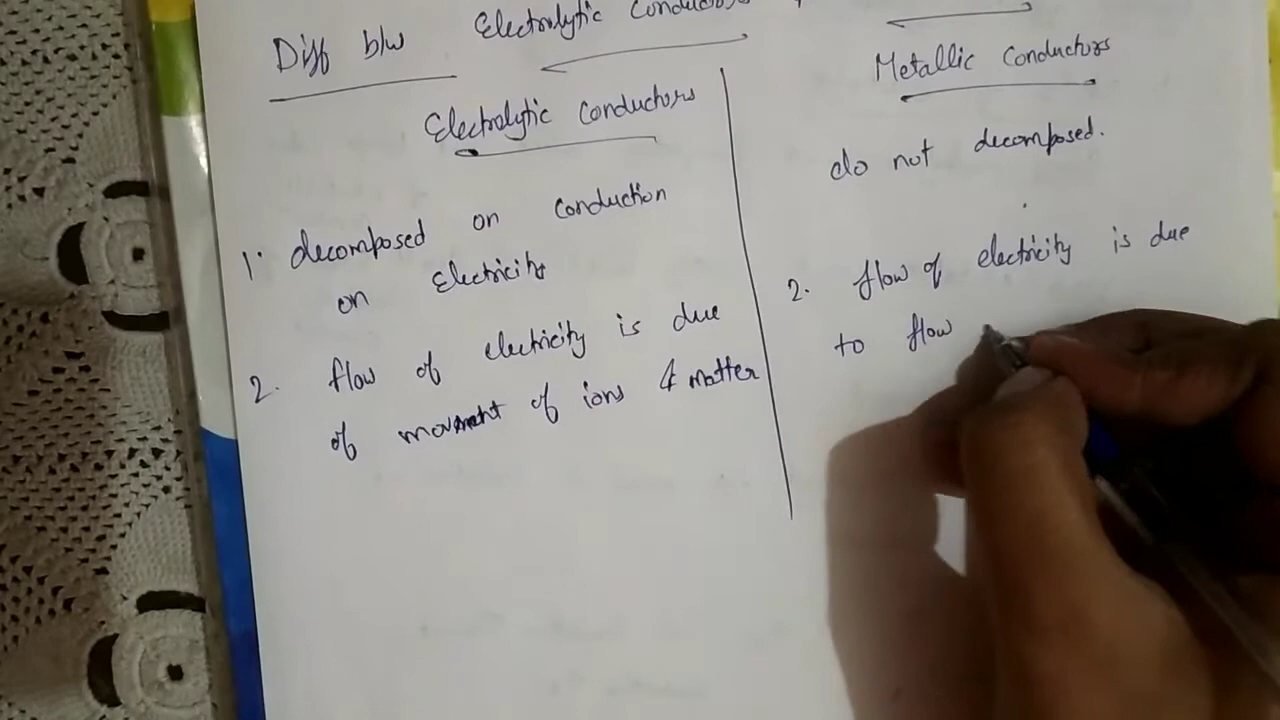 Diff b/w Electrolytic Conductors
Electrolytic Conductors
1. decomposed on conduction
on Electricity
2. flow of electricity is due
of movement of ions & matter
Metallic Conductors
do not decomposed.
2. flow of electricity is due
to flow